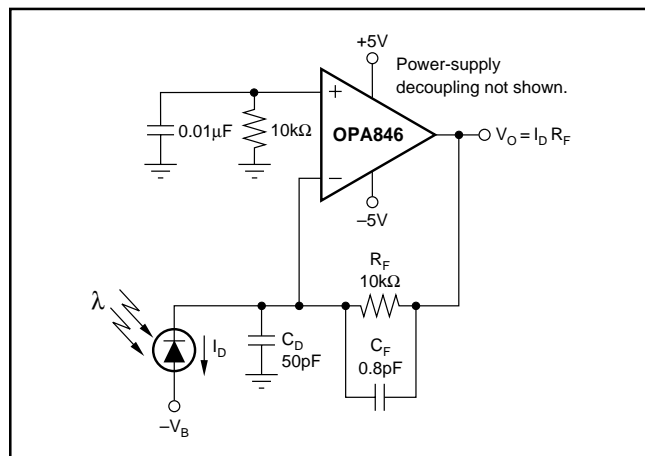 +5V
Power-supply
decoupling not shown.
+
0.01µF
10kΩ
OPA846
V_O = I_D R_F
−
−5V
R_F
10kΩ
λ
I_D
C_D
50pF
C_F
0.8pF
−V_B